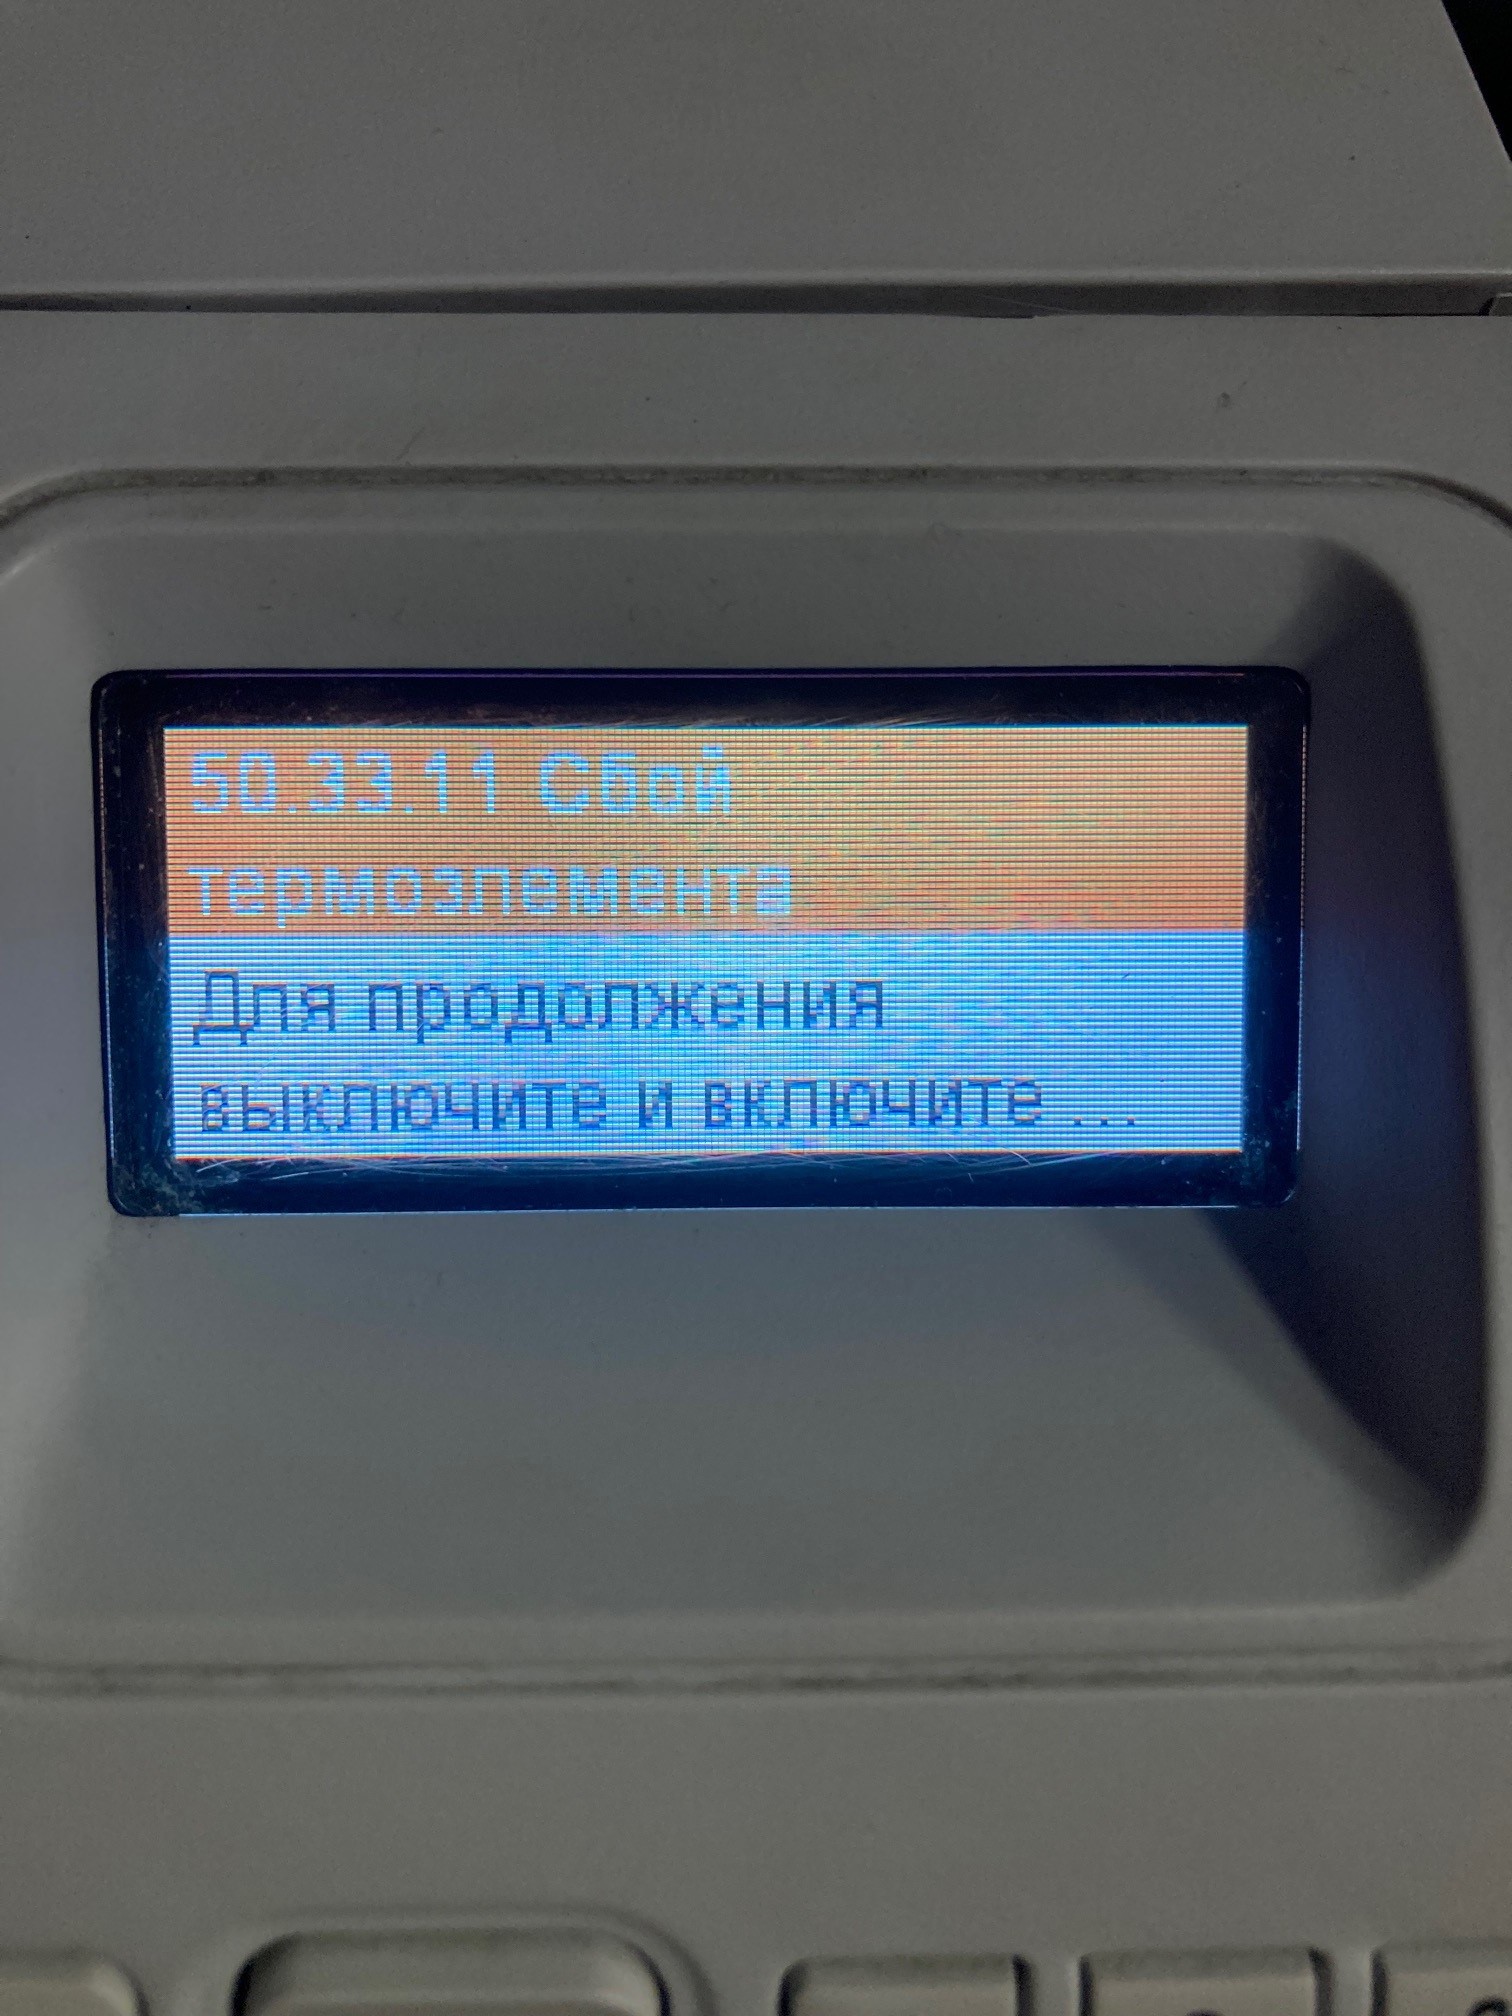 50.33.11 Сбой
термоэлемента
Для продолжения
выключите и включите ...